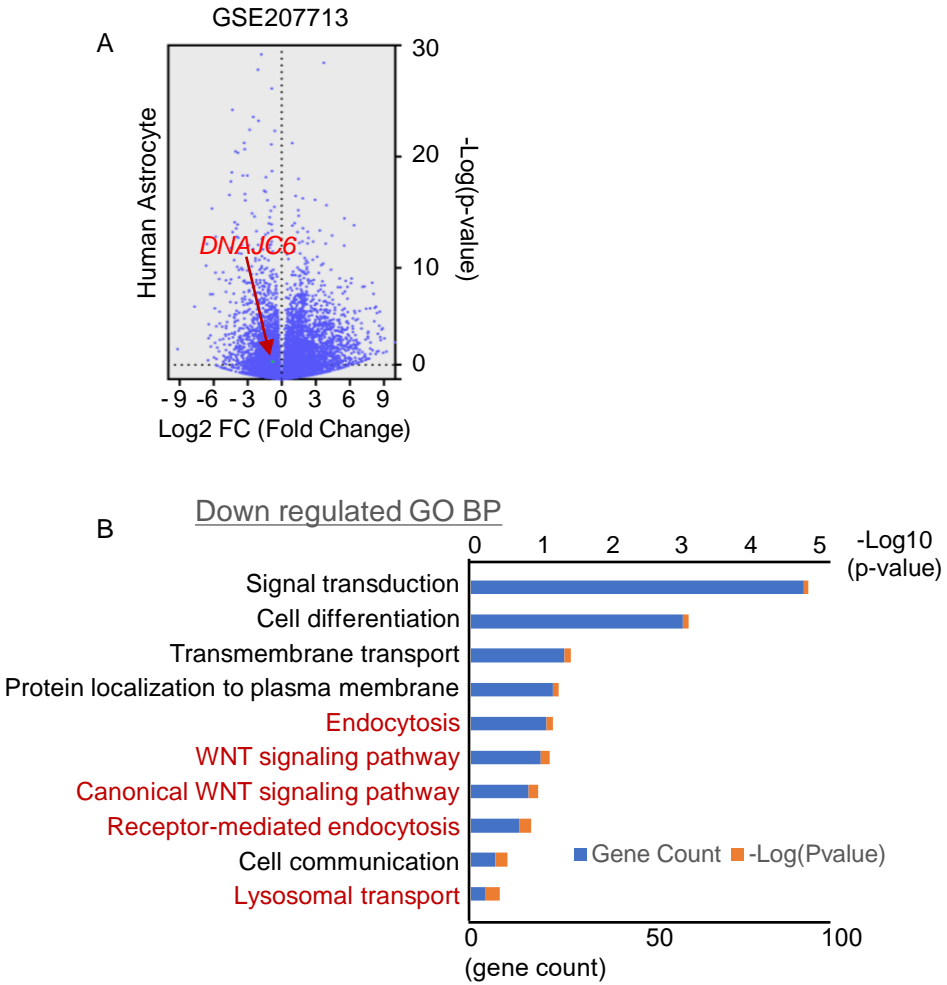 GSE207713
A
30
20
10
0
-Log(p-value)
Human Astrocyte
DNAJC6
-9 -6 -3 0 3 6 9
Log2 FC (Fold Change)
B
Down regulated GO BP
0 1 2 3 4 5
-Log10
(p-value)
Signal transduction
Cell differentiation
Transmembrane transport
Protein localization to plasma membrane
Endocytosis
WNT signaling pathway
Canonical WNT signaling pathway
Receptor-mediated endocytosis
Cell communication
Lysosomal transport
Gene Count -Log(Pvalue)
0 50 100
(gene count)